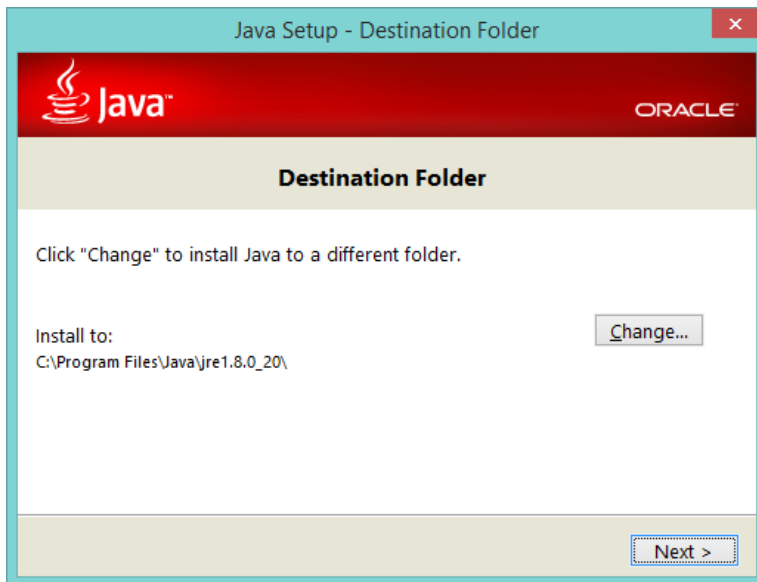 Java Setup - Destination Folder
Java™
ORACLE
Destination Folder
Click "Change" to install Java to a different folder.
Install to:
Change...
C:\Program Files\Java\jre1.8.0_20\
Next >